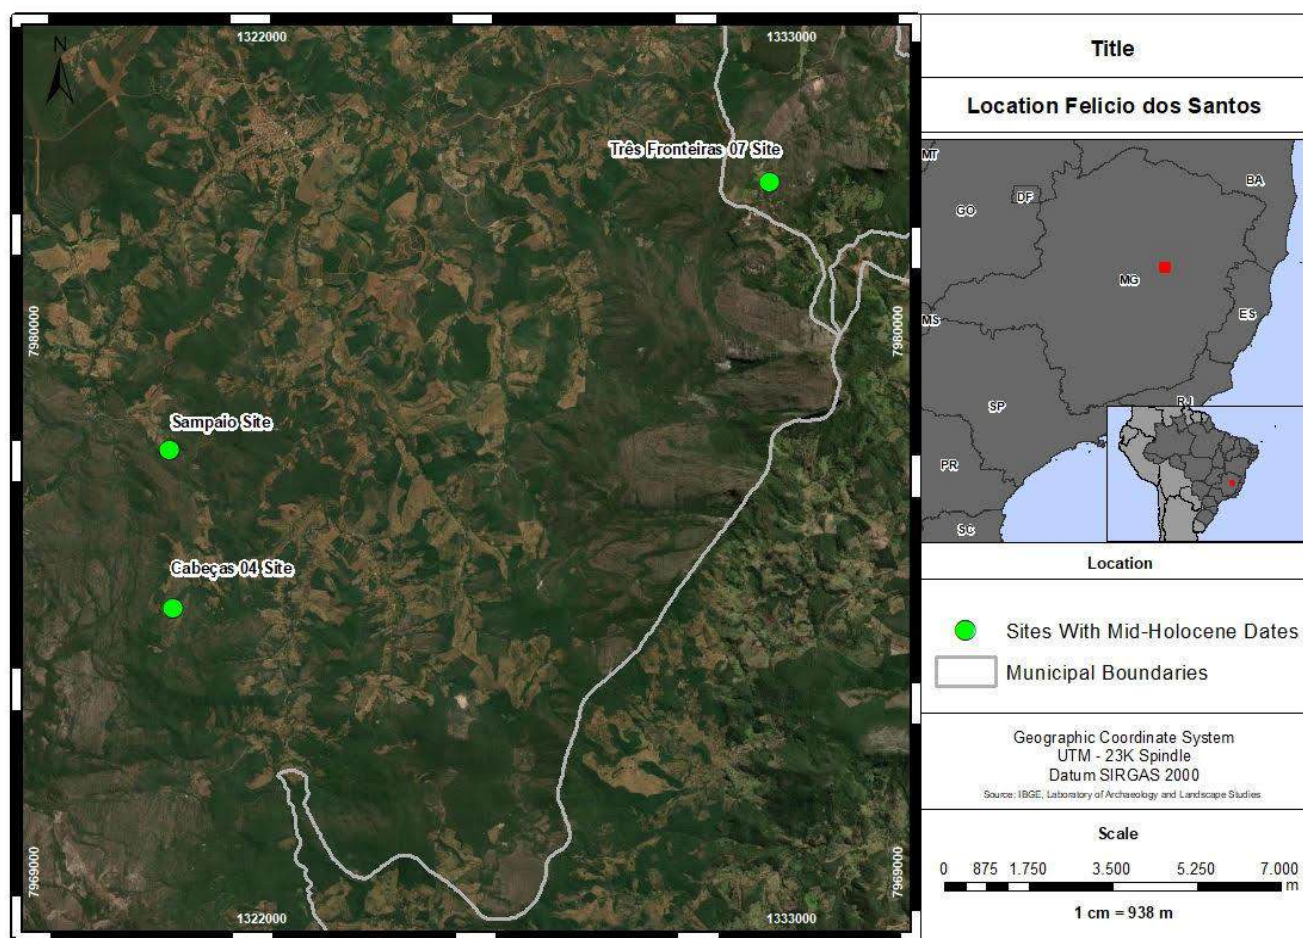 N
1322000
1333000
Três Fronteiras 07 Site
7980000
7980000
Sampaio Site
Cabeças 04 Site
7969000
7969000
1322000
1333000
Title
Location Felicio dos Santos
MT
BA
DF
GO
MG
MS
ES
SP
RJ
PR
SC
Location
Sites With Mid-Holocene Dates
Municipal Boundaries
Geographic Coordinate System
UTM - 23K Spindle
Datum SIRGAS 2000
Source: IBGE, Laboratory of Archaeology and Landscape Studies
Scale
0 875 1.750 3.500 5.250 7.000
m
1 cm = 938 m